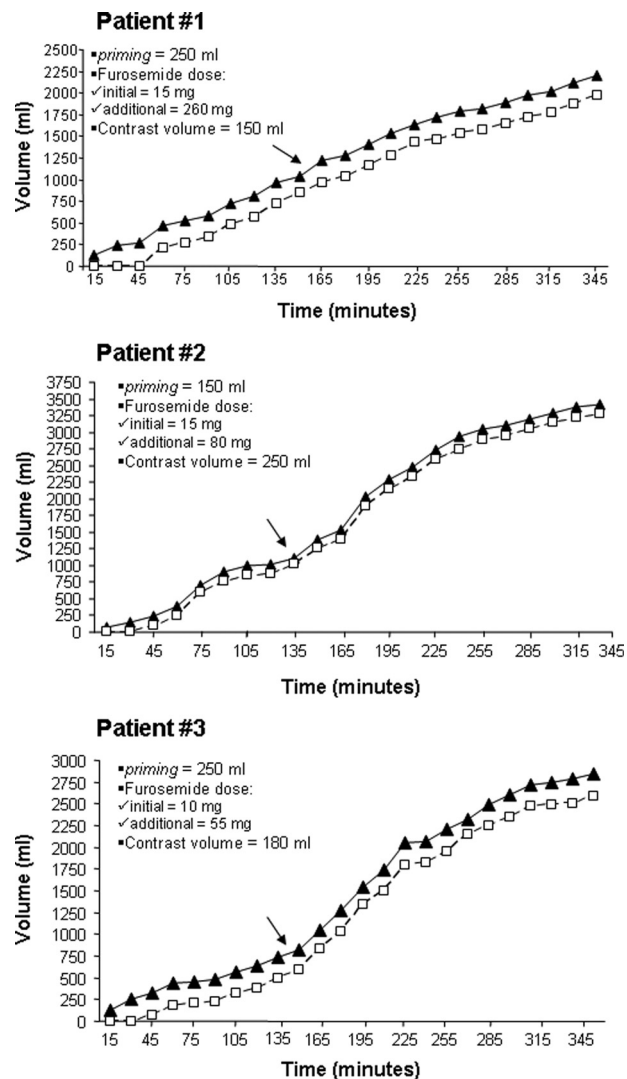 Patient #1
2500
2250
2000
1750
1500
1250
1000
750
500
250
0
Volume (ml)
■priming = 250 ml
■Furosemide dose:
✓initial = 15 mg
✓additional = 260 mg
■Contrast volume = 150 ml
15 45 75 105 135 165 195 225 255 285 315 345
Time (minutes)
Patient #2
3750
3500
3250
3000
2750
2500
2250
2000
1750
1500
1250
1000
750
500
250
0
Volume (ml)
■priming = 150 ml
■Furosemide dose:
✓initial = 15 mg
✓additional = 80 mg
■Contrast volume = 250 ml
15 45 75 105 135 165 195 225 255 285 315 345
Time (minutes)
Patient #3
3000
2750
2500
2250
2000
1750
1500
1250
1000
750
500
250
0
Volume (ml)
■priming = 250 ml
■Furosemide dose:
✓initial = 10 mg
✓additional = 55 mg
■Contrast volume = 180 ml
15 45 75 105 135 165 195 225 255 285 315 345
Time (minutes)